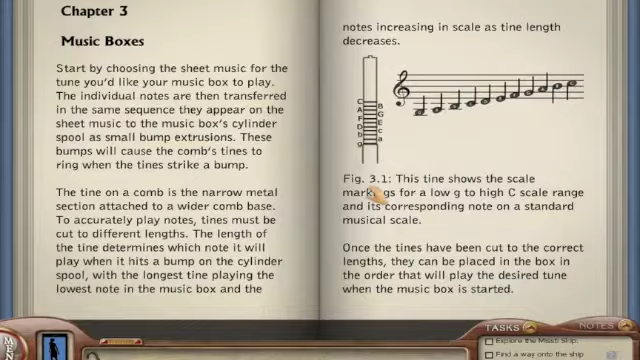 Chapter 3
Music Boxes
Start by choosing the sheet music for the
tune you'd like your music box to play.
The individual notes are then transferred
in the same sequence they appear on the
sheet music to the music box's cylinder
spool as small bump extrusions. These
bumps will cause the comb's tines to
ring when the tines strike a bump.
The tine on a comb is the narrow metal
section attached to a wider comb base.
To accurately play notes, tines must be
cut to different lengths. The length of
the tine determines which note it will
play when it hits a bump on the cylinder
spool, with the longest tine playing the
lowest note in the music box and the
notes increasing in scale as tine length
decreases.
C
B
A
G
F
E
D
c
b
a
g
Fig. 3.1: This tine shows the scale
markings for a low g to high C scale range
and its corresponding note on a standard
musical scale.
Once the tines have been cut to the correct
lengths, they can be placed in the box in
the order that will play the desired tune
when the music box is started.
MEN
TASKS
NOTES
Explore the
Ship.
Find a way onto the ship